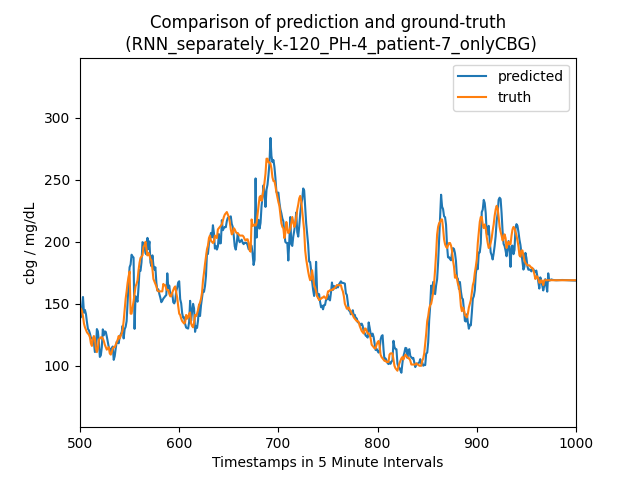 Comparison of prediction and ground-truth
(RNN_separately_k-120_PH-4_patient-7_onlyCBG)
predicted
truth
300
250
200
150
100
cbg / mg/dL
500 600 700 800 900 1000
Timestamps in 5 Minute Intervals